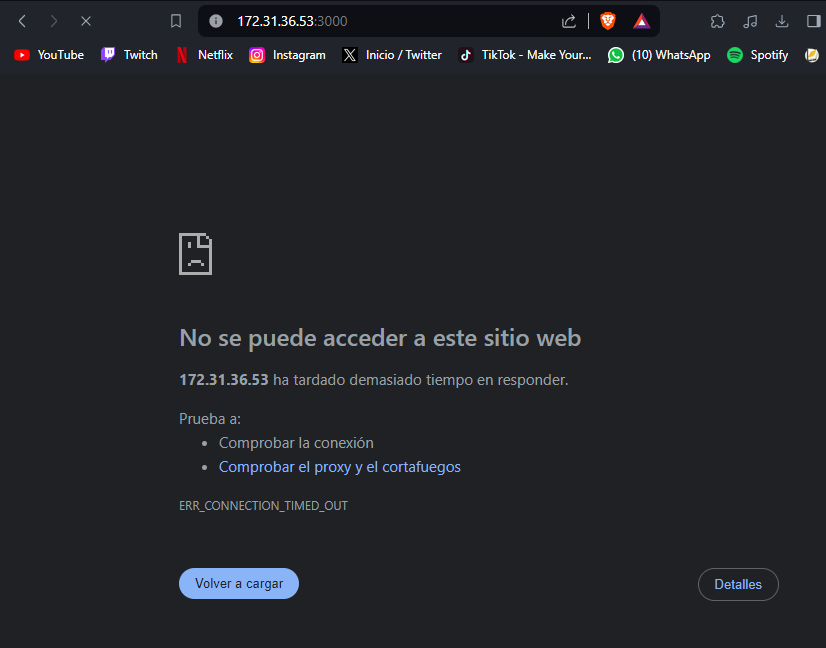 172.31.36.53:3000
YouTube Twitch Netflix Instagram Inicio / Twitter TikTok - Make Your... (10) WhatsApp Spotify
No se puede acceder a este sitio web
172.31.36.53 ha tardado demasiado tiempo en responder.
Prueba a:
• Comprobar la conexión
• Comprobar el proxy y el cortafuegos
ERR_CONNECTION_TIMED_OUT
Volver a cargar
Detalles